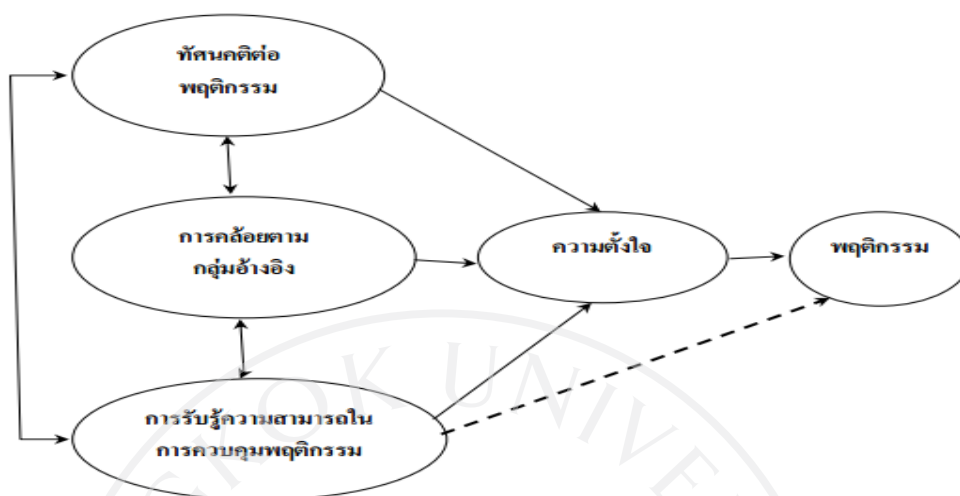 ทัศนคติต่อ
พฤติกรรม
การคล้อยตาม
กลุ่มอ้างอิง
ความตั้งใจ
พฤติกรรม
การรับรู้ความสามารถใน
การควบคุมพฤติกรรม
GKOK UNIVE